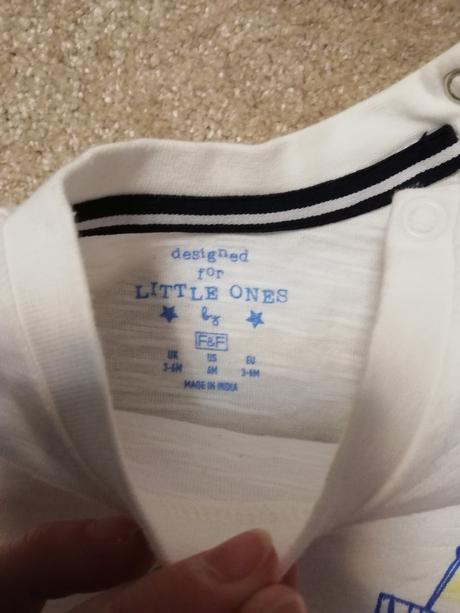 designed
for
LITTLE ONES
by
F&F
UK US EU
3-6M 6M 3-6M
MADE IN INDIA